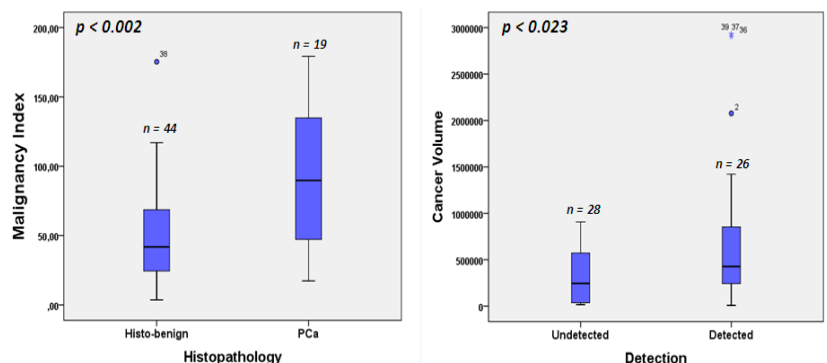 p < 0.002
Malignancy Index
200,00
150,00
100,00
50,00
,00
38
n = 44
n = 19
Histo-benign
PCa
Histopathology
p < 0.023
Cancer Volume
3000000
2500000
2000000
1500000
1000000
500000
0
39 37 36
2
n = 28
n = 26
Undetected
Detected
Detection